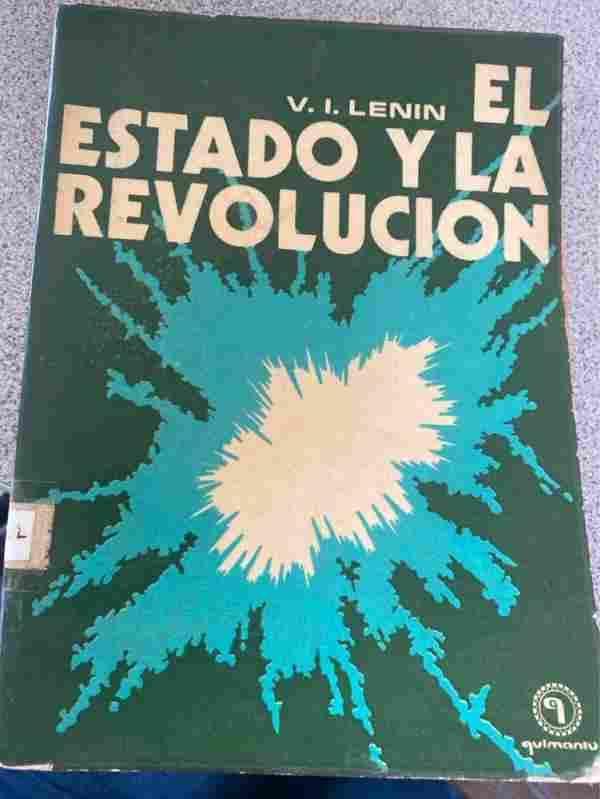 EL
V. I. LENIN
ESTADO Y LA
REVOLUCION
q
quimantu